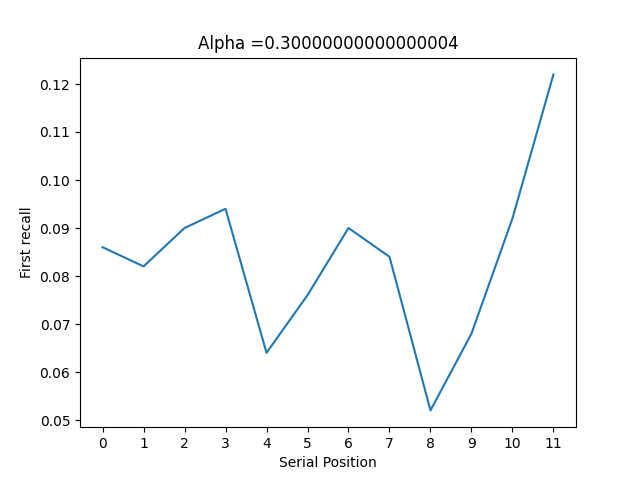 Alpha =0.30000000000000004
0.12
0.11
0.10
0.09
0.08
0.07
0.06
0.05
First recall
0 1 2 3 4 5 6 7 8 9 10 11
Serial Position